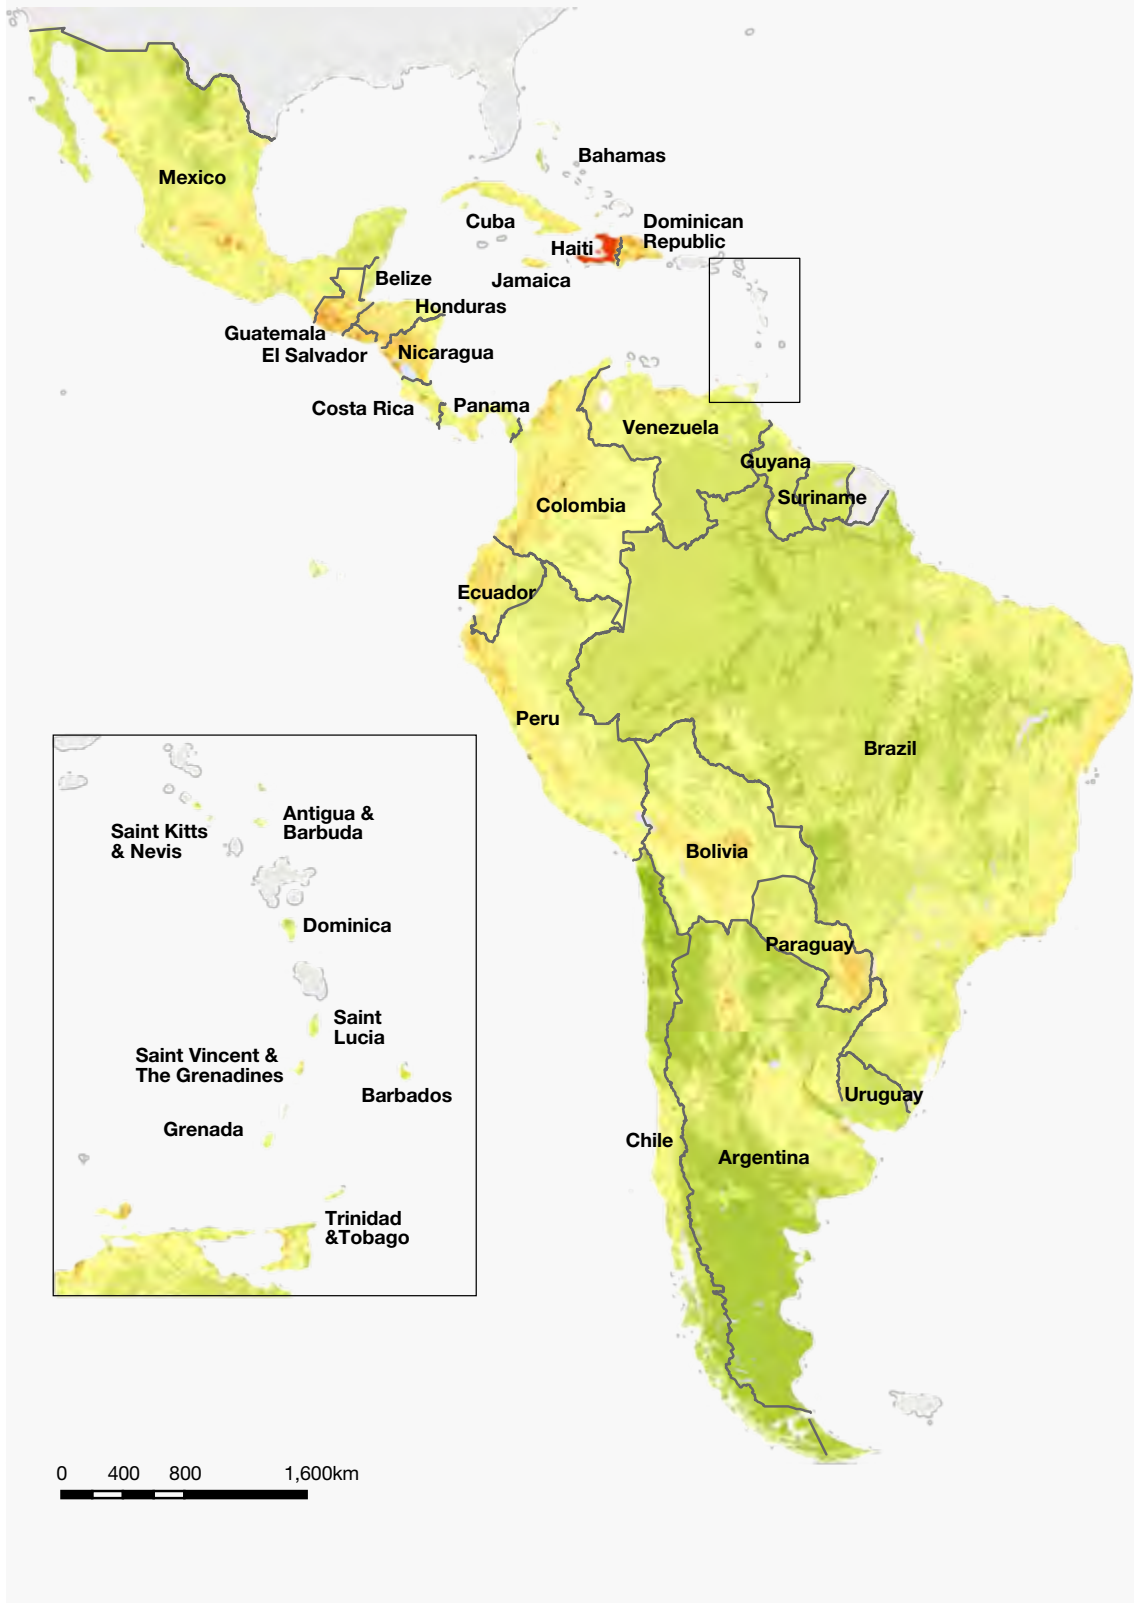 Bahamas
Mexico
Cuba
Dominican
Republic
Haiti
Jamaica
Belize
Honduras
Guatemala
El Salvador
Nicaragua
Costa Rica
Panama
Venezuela
Guyana
Suriname
Colombia
Ecuador
Peru
Brazil
Antigua &
Barbuda
Saint Kitts
& Nevis
Bolivia
Dominica
Paraguay
Saint
Lucia
Saint Vincent &
The Grenadines
Barbados
Uruguay
Grenada
Chile
Argentina
Trinidad
&Tobago
0 400 800 1,600km